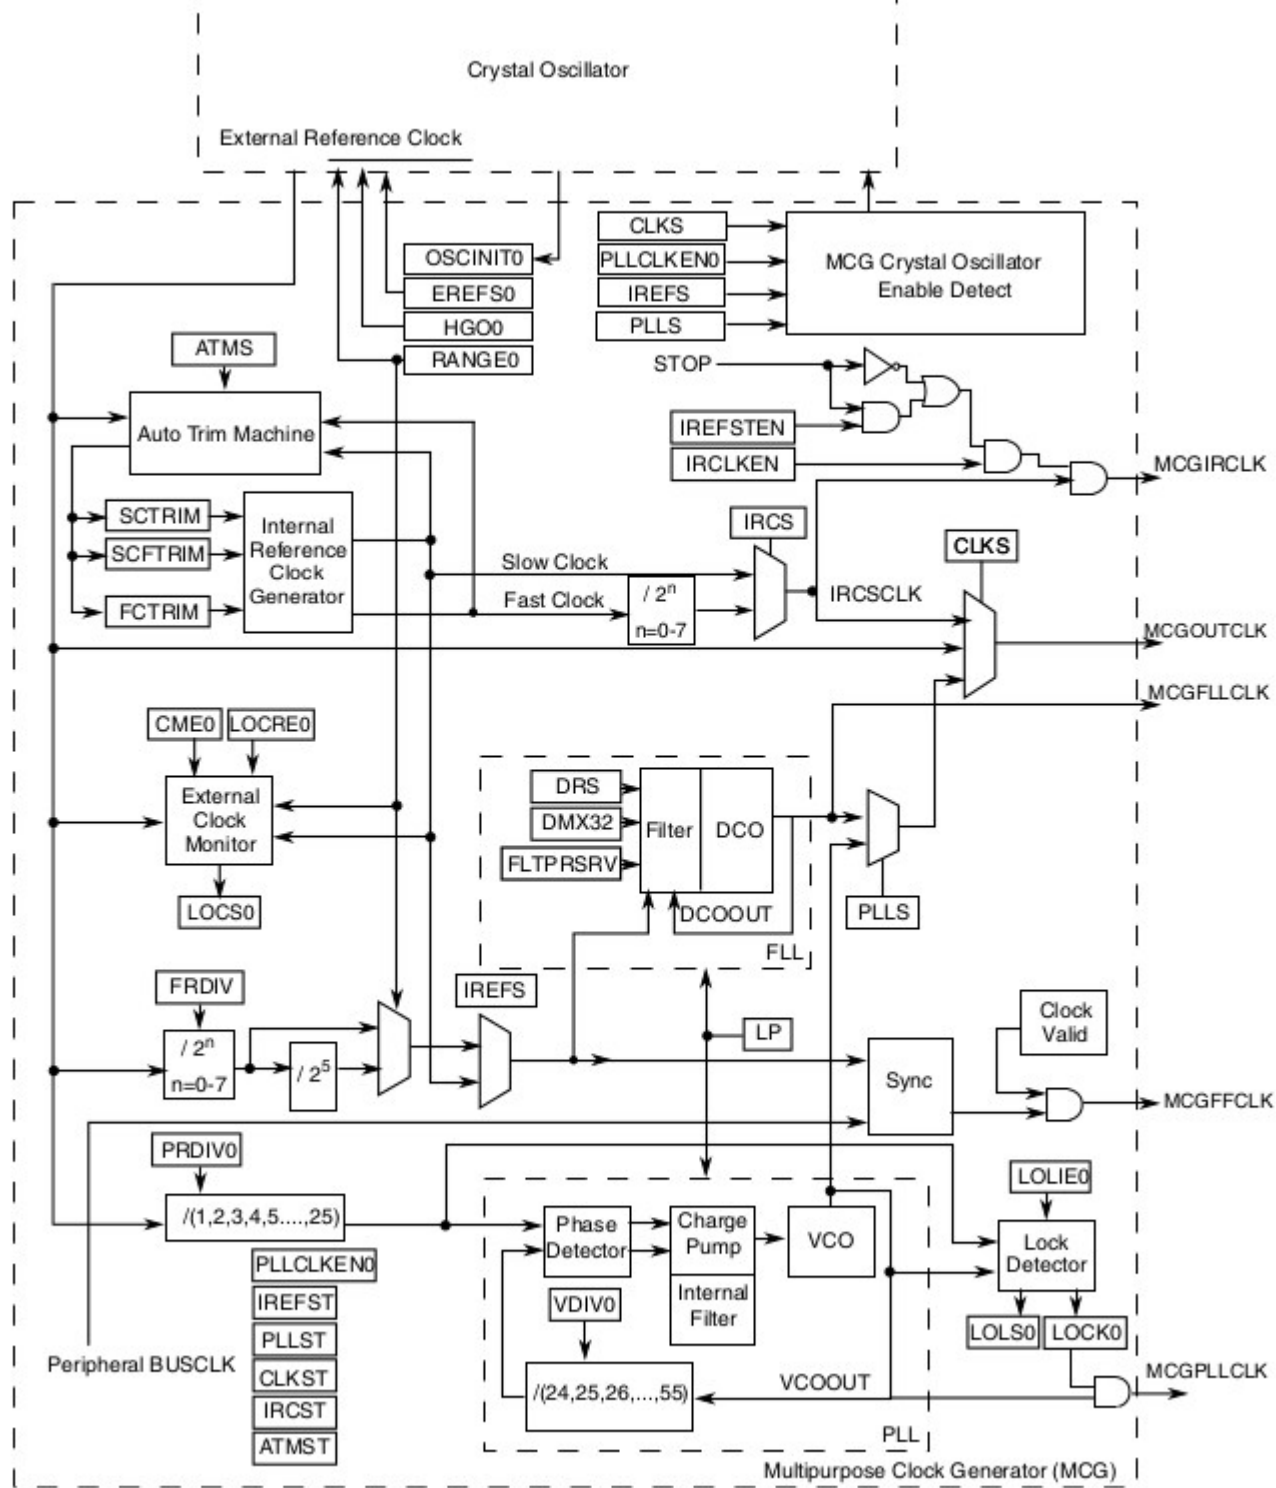 Crystal Oscillator
External Reference Clock
CLKS
OSCINIT0
PLLCLKEN0
MCG Crystal Oscillator
Enable Detect
EREFS0
IREFS
HGO0
PLLS
ATMS
RANGE0
STOP
Auto Trim Machine
IREFSTEN
IRCLKEN
MCGIRCLK
SCTRIM
Internal
Reference
Clock
Generator
IRCS
SCFTRIM
Slow Clock
CLKS
FCTRIM
Fast Clock
/ 2ⁿ
n=0-7
IRCSCLK
MCGOUTCLK
MCGFLLCLK
CME0
LOCRE0
External
Clock
Monitor
DRS
DMX32
FLTPRSRV
Filter
DCO
LOCS0
DCOOUT
PLLS
FLL
FRDIV
IREFS
/ 2ⁿ
n=0-7
/ 2⁵
LP
Clock
Valid
Sync
MCGFFCLK
PRDIV0
LOLIE0
/(1,2,3,4,5....,25)
Phase
Detector
Charge
Pump
VCO
Lock
Detector
PLLCLKEN0
Internal
Filter
IREFST
VDIV0
PLLST
LOLS0
LOCK0
Peripheral BUSCLK
CLKST
/(24,25,26,...,55)
VCOOUT
MCGPLLCLK
IRCST
ATMST
PLL
Multipurpose Clock Generator (MCG)